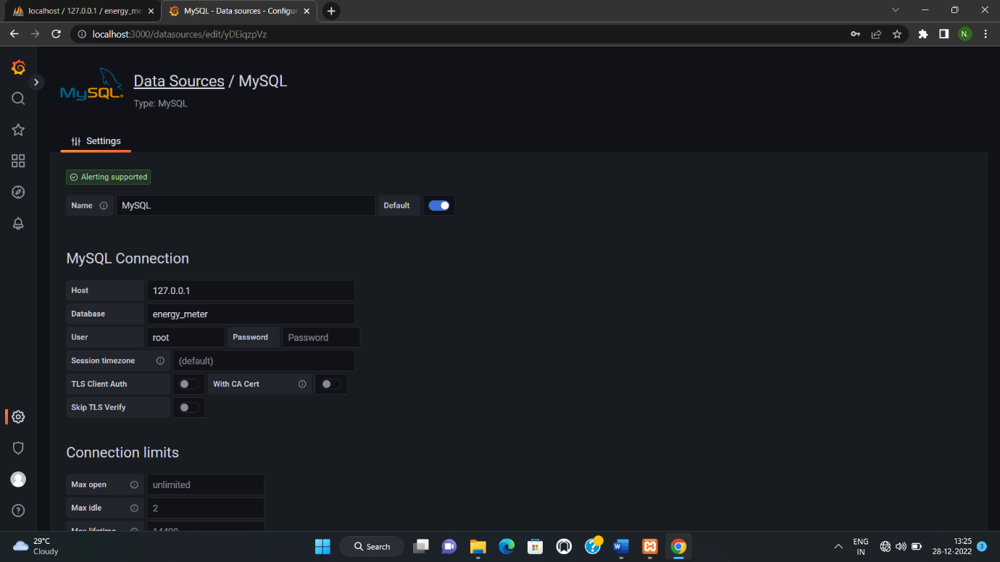 localhost / 127.0.0.1 / energy_me
MySQL - Data sources - Configur
localhost:3000/datasources/edit/yDEiqzpVz
N.
MySQL®
Data Sources / MySQL
Type: MySQL
Settings
Alerting supported
Name MySQL Default
MySQL Connection
Host 127.0.0.1
Database energy_meter
User root Password Password
Session timezone (default)
TLS Client Auth With CA Cert
Skip TLS Verify
Connection limits
Max open unlimited
Max idle 2
Max lifetime 14400
29°C
Cloudy
Search
ENG
IN
13:25
28-12-2022
3